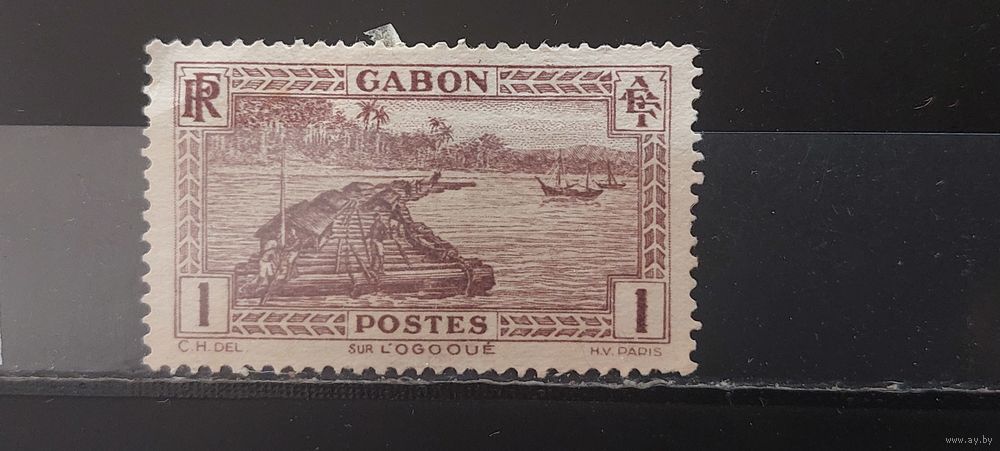 RF GABON AEF
1 POSTES 1
C.H. DEL SUR L'OGOOUÉ H.V. PARIS
www.ay.by